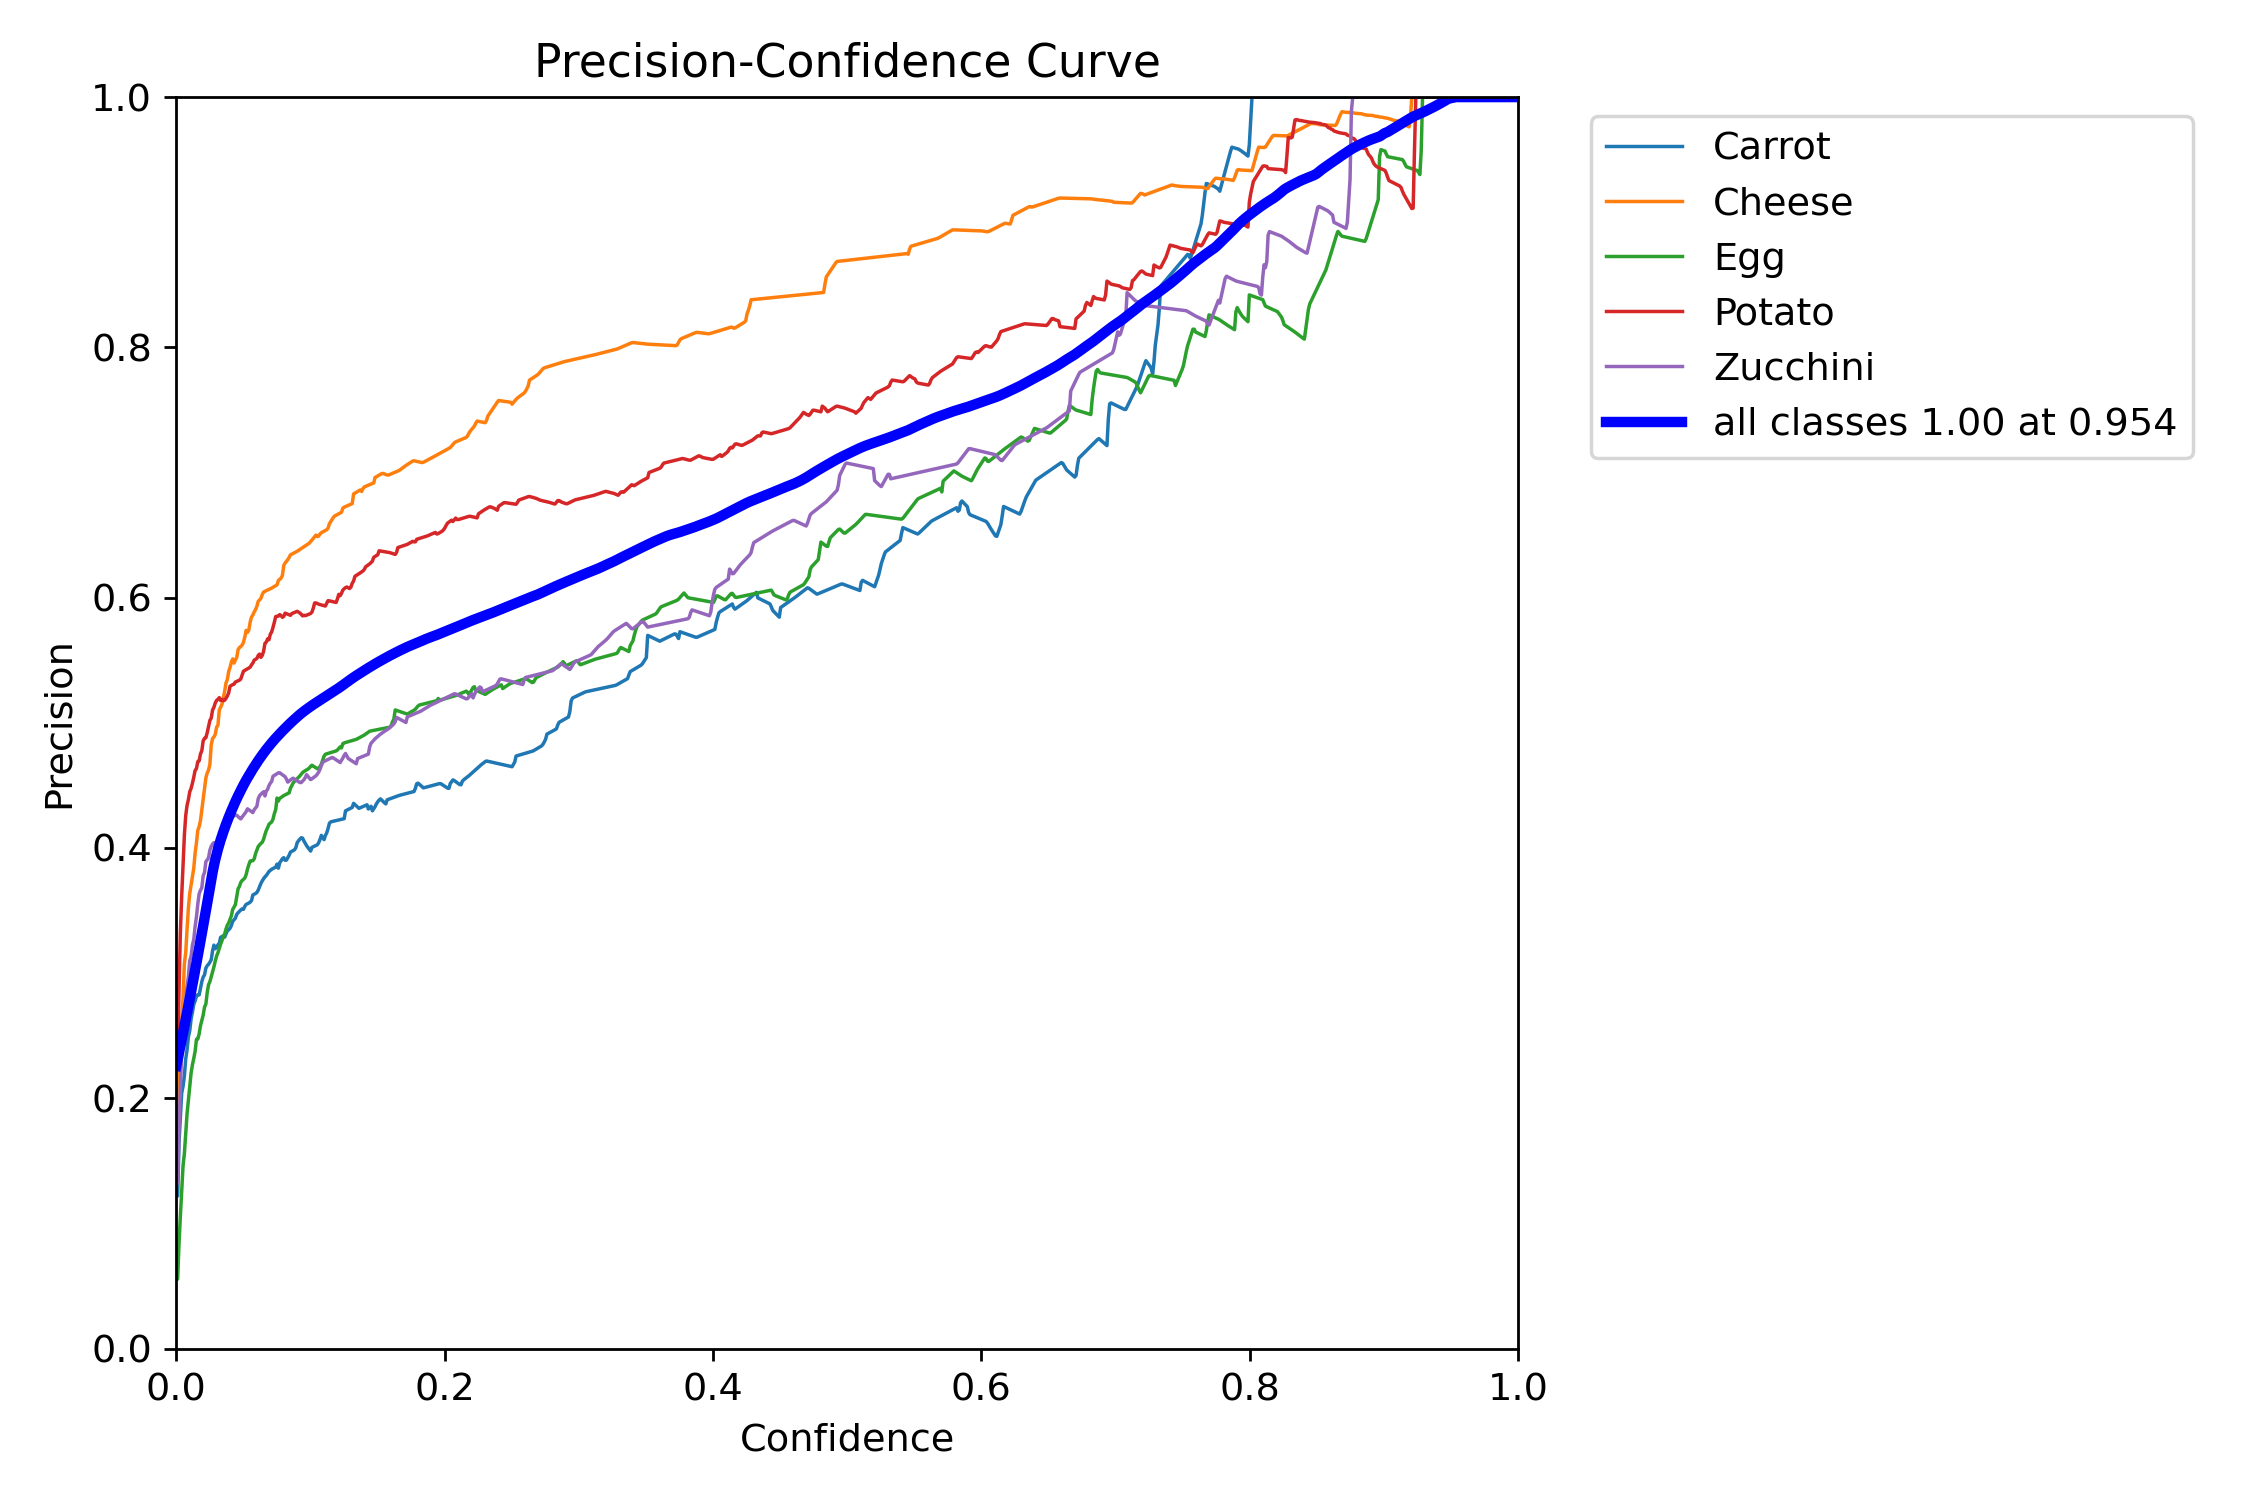 Precision-Confidence Curve
1.0
0.8
0.6
0.4
0.2
0.0
Precision
0.0 0.2 0.4 0.6 0.8 1.0
Confidence
Carrot
Cheese
Egg
Potato
Zucchini
all classes 1.00 at 0.954